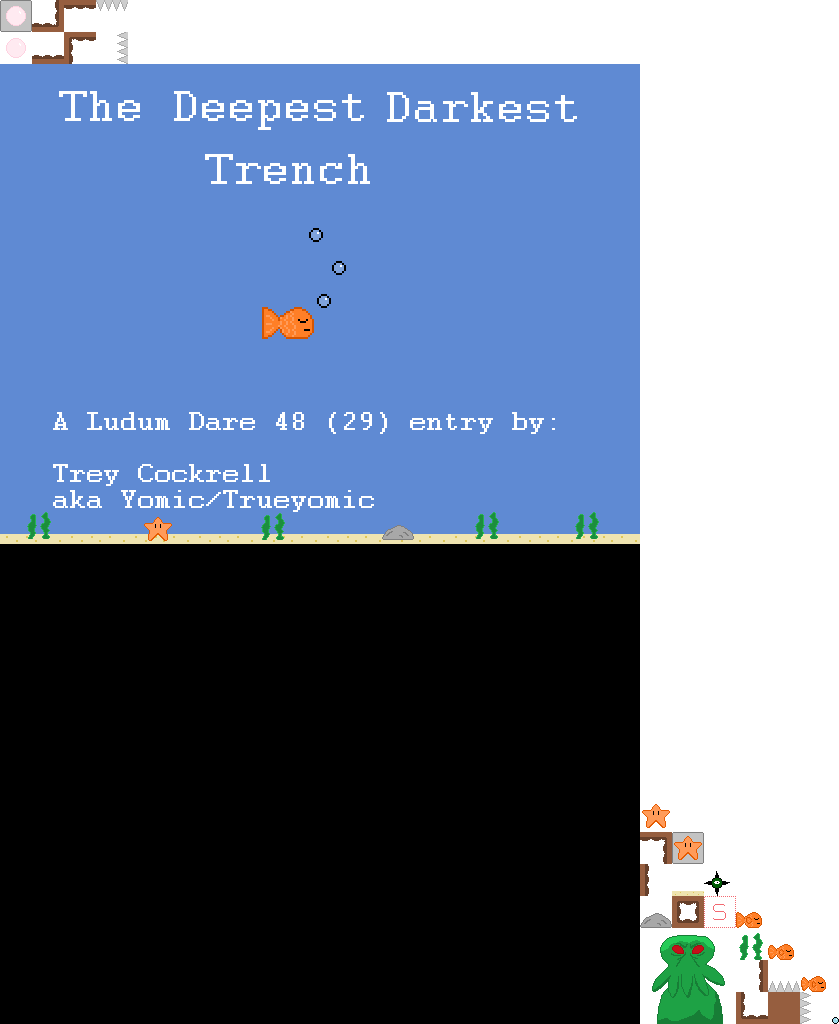 The Deepest Darkest
Trench
A Ludum Dare 48 (29) entry by:
Trey Cockrell
aka Yomic/Trueyomic
S